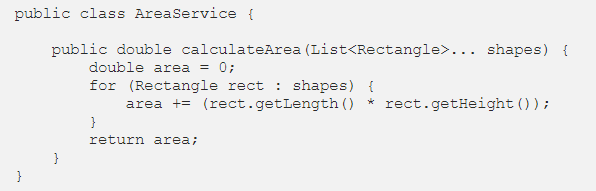 public class AreaService {
public double calculateArea(List<Rectangle>... shapes) {
double area = 0;
for (Rectangle rect : shapes) {
area += (rect.getLength() * rect.getHeight());
}
return area;
}
}